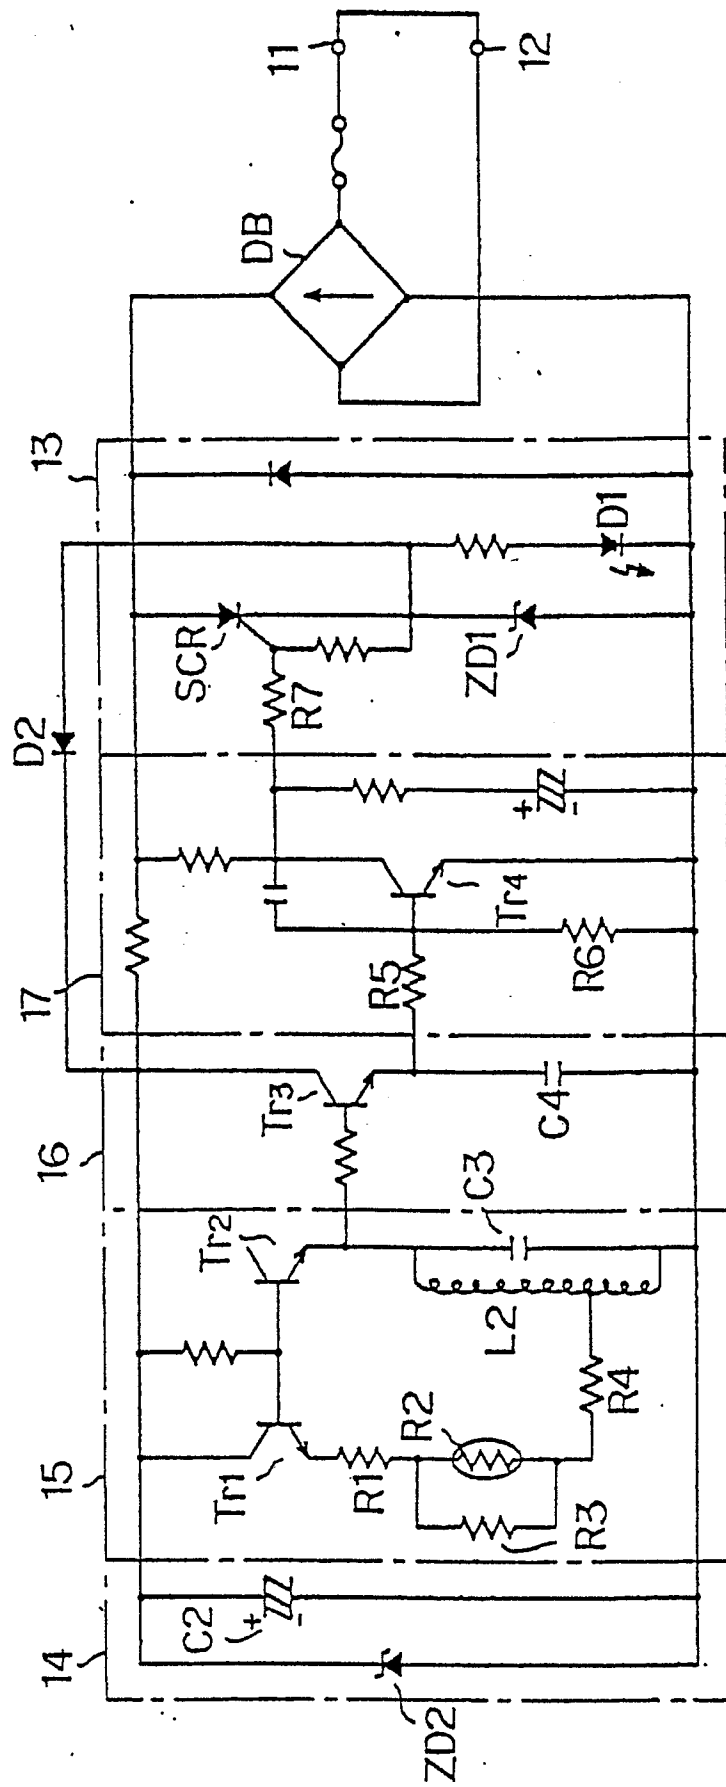 11
12
DB
13
D1
SCR
ZD1
R7
D2
+
-
Tr4
17
R5
R6
Tr3
16
C4
Tr2
C3
L2
R4
R2
15
Tr1
R1
R3
14
C2
+
-
ZD2